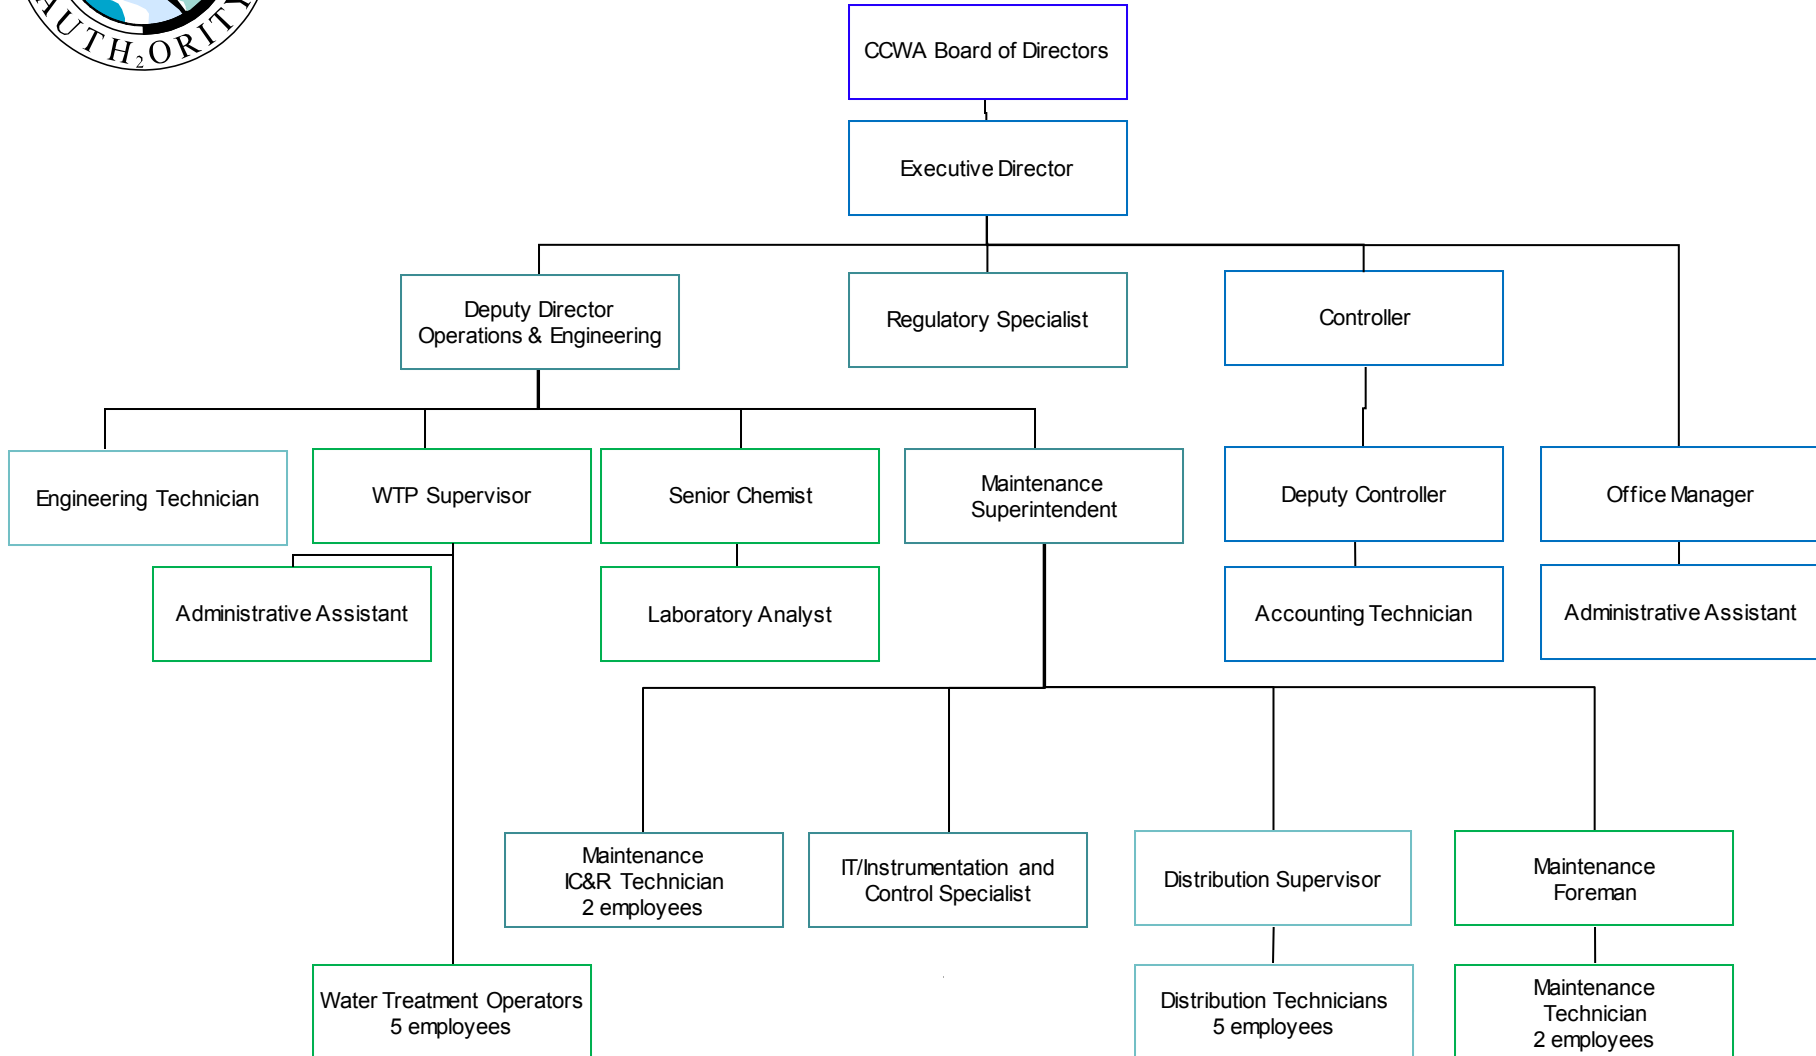 AUTH₂ORITY
CCWA Board of Directors
Executive Director
Deputy Director
Operations & Engineering
Regulatory Specialist
Controller
Engineering Technician
WTP Supervisor
Senior Chemist
Maintenance
Superintendent
Deputy Controller
Office Manager
Administrative Assistant
Laboratory Analyst
Accounting Technician
Administrative Assistant
Maintenance
IC&R Technician
2 employees
IT/Instrumentation and
Control Specialist
Distribution Supervisor
Maintenance
Foreman
Water Treatment Operators
5 employees
Distribution Technicians
5 employees
Maintenance
Technician
2 employees